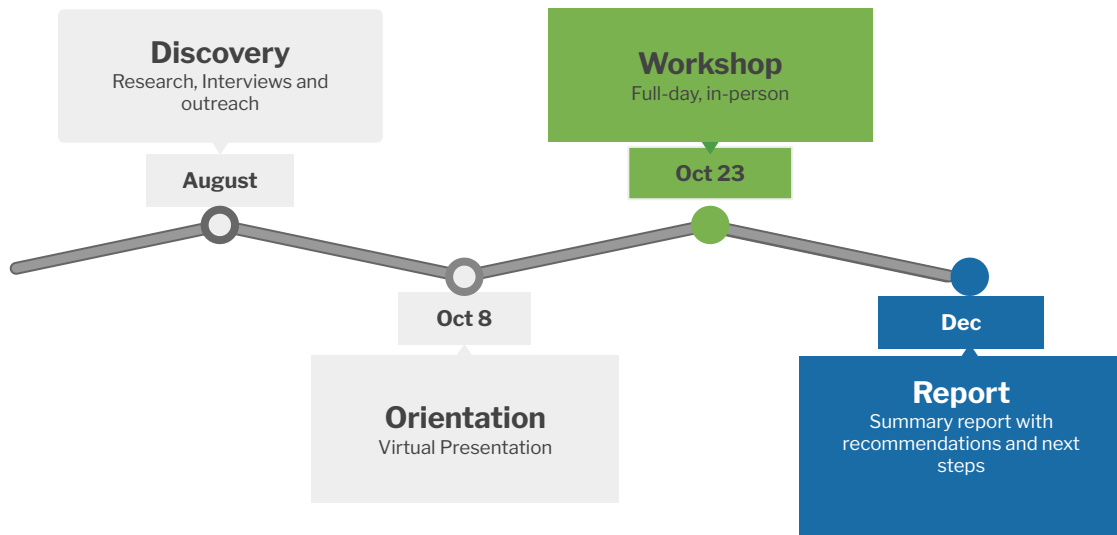 Discovery
Research, Interviews and
outreach
August
Oct 8
Orientation
Virtual Presentation
Workshop
Full-day, in-person
Oct 23
Dec
Report
Summary report with
recommendations and next
steps